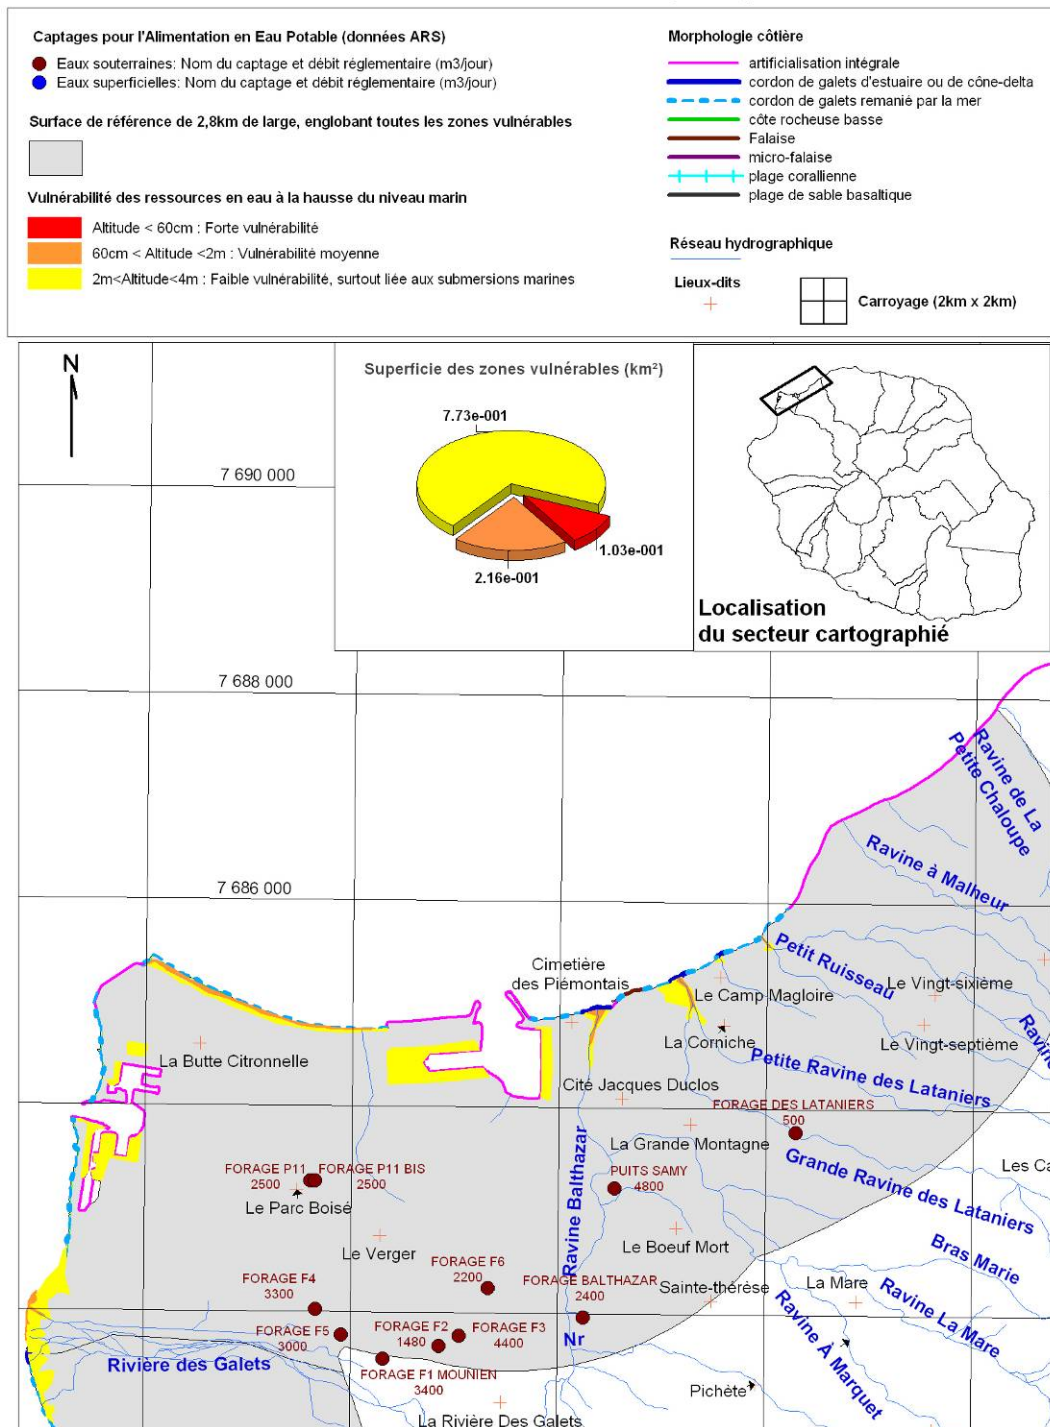 Captages pour l'Alimentation en Eau Potable (données ARS)
Eaux souterraines: Nom du captage et débit réglementaire (m3/jour)
Eaux superficielles: Nom du captage et débit réglementaire (m3/jour)
Surface de référence de 2,8km de large, englobant toutes les zones vulnérables
Vulnérabilité des ressources en eau à la hausse du niveau marin
Altitude < 60cm : Forte vulnérabilité
60cm < Altitude <2m : Vulnérabilité moyenne
2m<Altitude<4m : Faible vulnérabilité, surtout liée aux submersions marines
Morphologie côtière
artificialisation intégrale
cordon de galets d'estuaire ou de cône-delta
cordon de galets remanié par la mer
côte rocheuse basse
Falaise
micro-falaise
plage corallienne
plage de sable basaltique
Réseau hydrographique
Lieux-dits
Carroyage (2km x 2km)
N
Superficie des zones vulnérables (km²)
7.73e-001
1.03e-001
2.16e-001
Localisation
du secteur cartographié
7 690 000
7 688 000
7 686 000
Ravine de La
Petite Chaloupe
Ravine à Malheur
Petit Ruisseau
Cimetière
des Piémontais
Le Camp Magloire
Le Vingt-sixième
La Corniche
Le Vingt-septième
Ravine
La Butte Citronnelle
Petite Ravine des Lataniers
Cité Jacques Duclos
FORAGE DES LATANIERS
500
La Grande Montagne
Grande Ravine des Lataniers
Les Ca
FORAGE P11
2500
FORAGE P11 BIS
2500
Le Parc Boisé
PUITS SAMY
4800
Ravine Balthazar
Le Verger
Le Boeuf Mort
Bras Marie
FORAGE F6
2200
FORAGE F4
3300
FORAGE BALTHAZAR
2400
Sainte-thérèse
La Mare
Ravine La Mare
FORAGE F5
3000
FORAGE F2
1480
FORAGE F3
4400
Nr
Rivière des Galets
FORAGE F1 MOUNIEN
3400
Ravine À Marquet
Pichète
La Rivière Des Galets